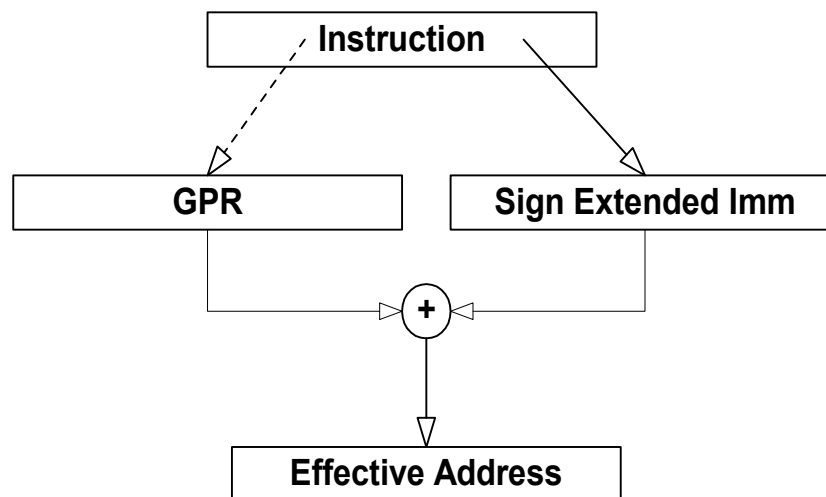 Instruction
GPR
Sign Extended Imm
+
Effective Address